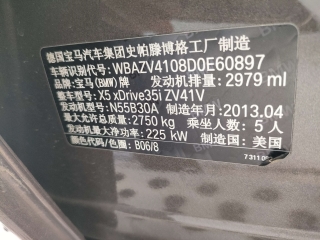 德国宝马汽车集团史帕滕博格工厂制造
车辆识别代号: WBAZV4108D0E60897
发动机排量: 2979 ml
品牌: 宝马(BMW)牌
型号: X5 xDrive35i ZV41V
发动机型号: N55B30A 2013.04
最大允许总质量: 2750 kg 乘坐人数: 5 人
发动机最大净功率: 225 kW 制造国: 美国
颜色代码/色圈: B06/8